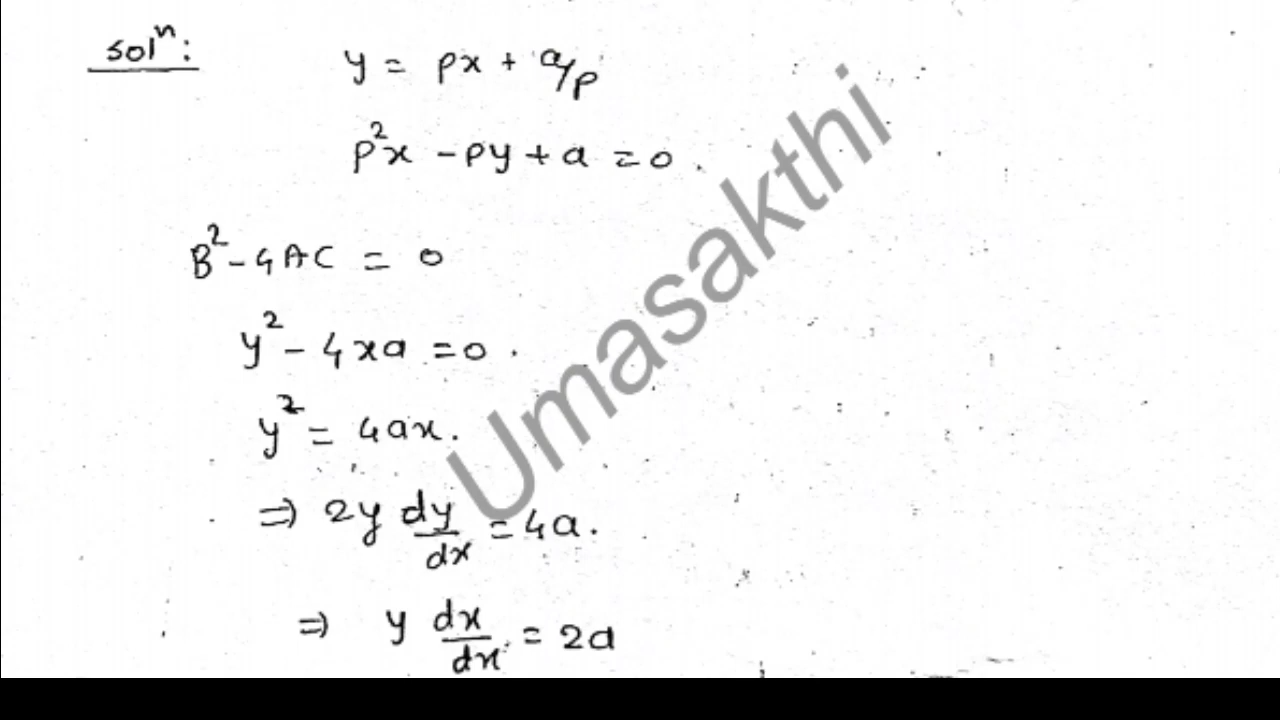 solⁿ: y = px + a/p
p²x - py + a = 0.
B² - 4AC = 0
y² - 4xa = 0.
y² = 4ax.
⇒ 2y dy/dx = 4a.
⇒ y dx/dx = 2a
Umasakthi